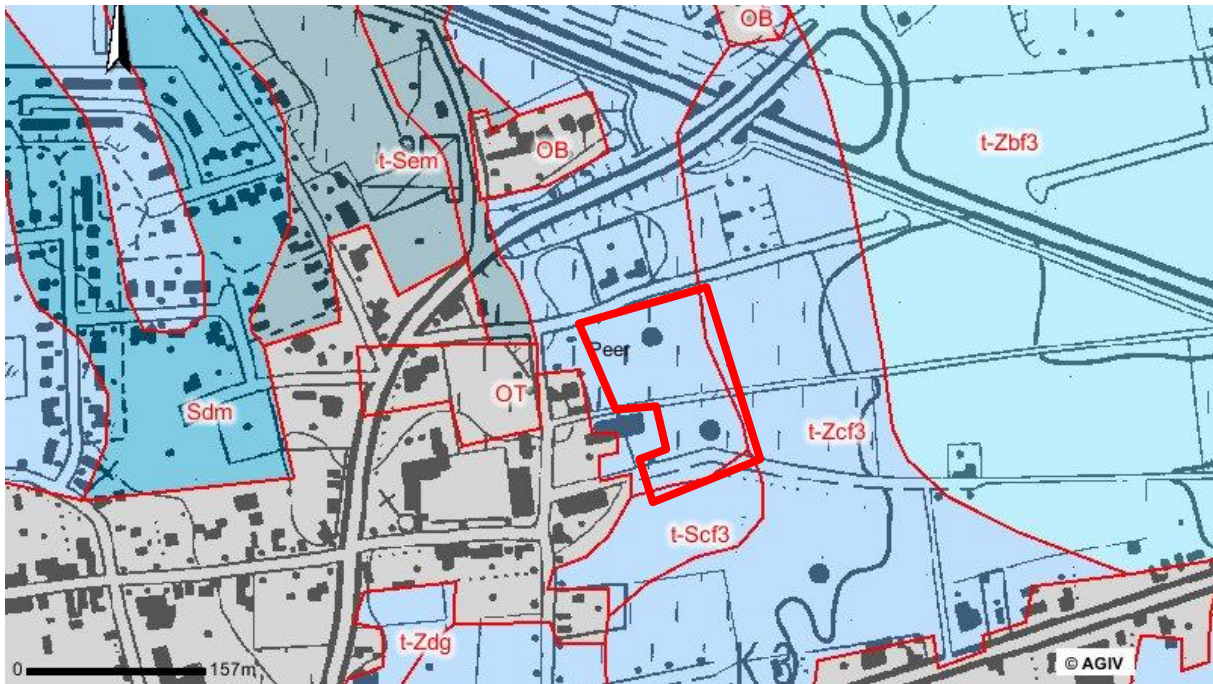 OB
t-Zbf3
t-Sem
OB
Peer
OT
Sdm
t-Zcf3
t-Scf3
t-Zdg
K
0
157m
© AGIV